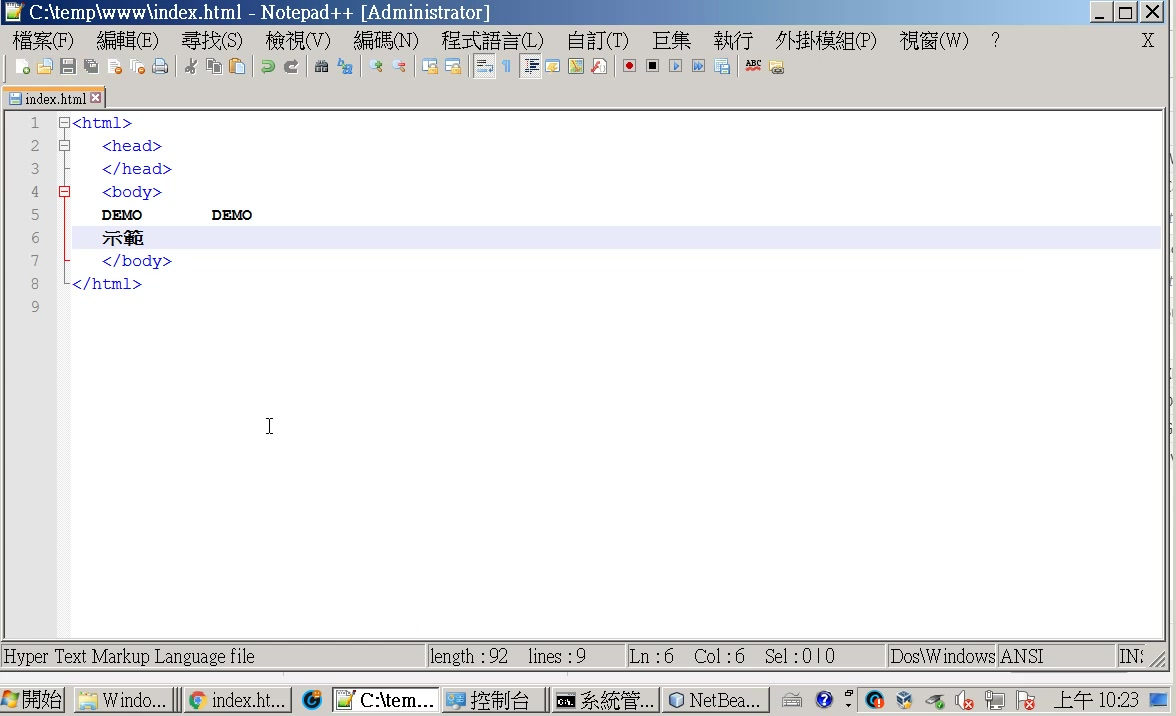 C:\temp\www\index.html - Notepad++ [Administrator]
檔案(F) 編輯(E) 尋找(S) 檢視(V) 編碼(N) 程式語言(L) 自訂(T) 巨集 執行 外掛模組(P) 視窗(W) ? X
ABC
index.html
1 <html>
2 <head>
3 </head>
4 <body>
5 DEMO DEMO
6 示範
7 </body>
8 </html>
9
Hyper Text Markup Language file length : 92 lines : 9 Ln : 6 Col : 6 Sel : 0 | 0 Dos\Windows ANSI INS
開始 Windo... index.ht... C:\tem... 控制台 系統管... NetBea... 上午 10:23